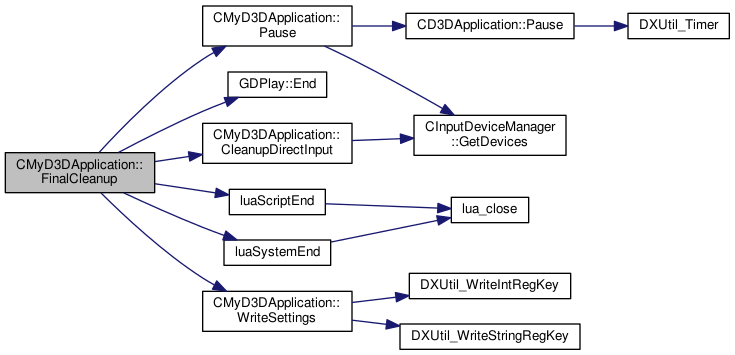 CMyD3DApplication::
FinalCleanup
CMyD3DApplication::
Pause
GDPlay::End
CMyD3DApplication::
CleanupDirectInput
luaScriptEnd
luaSystemEnd
CMyD3DApplication::
WriteSettings
CD3DApplication::Pause
CInputDeviceManager
::GetDevices
lua_close
DXUtil_WriteIntRegKey
DXUtil_WriteStringRegKey
DXUtil_Timer